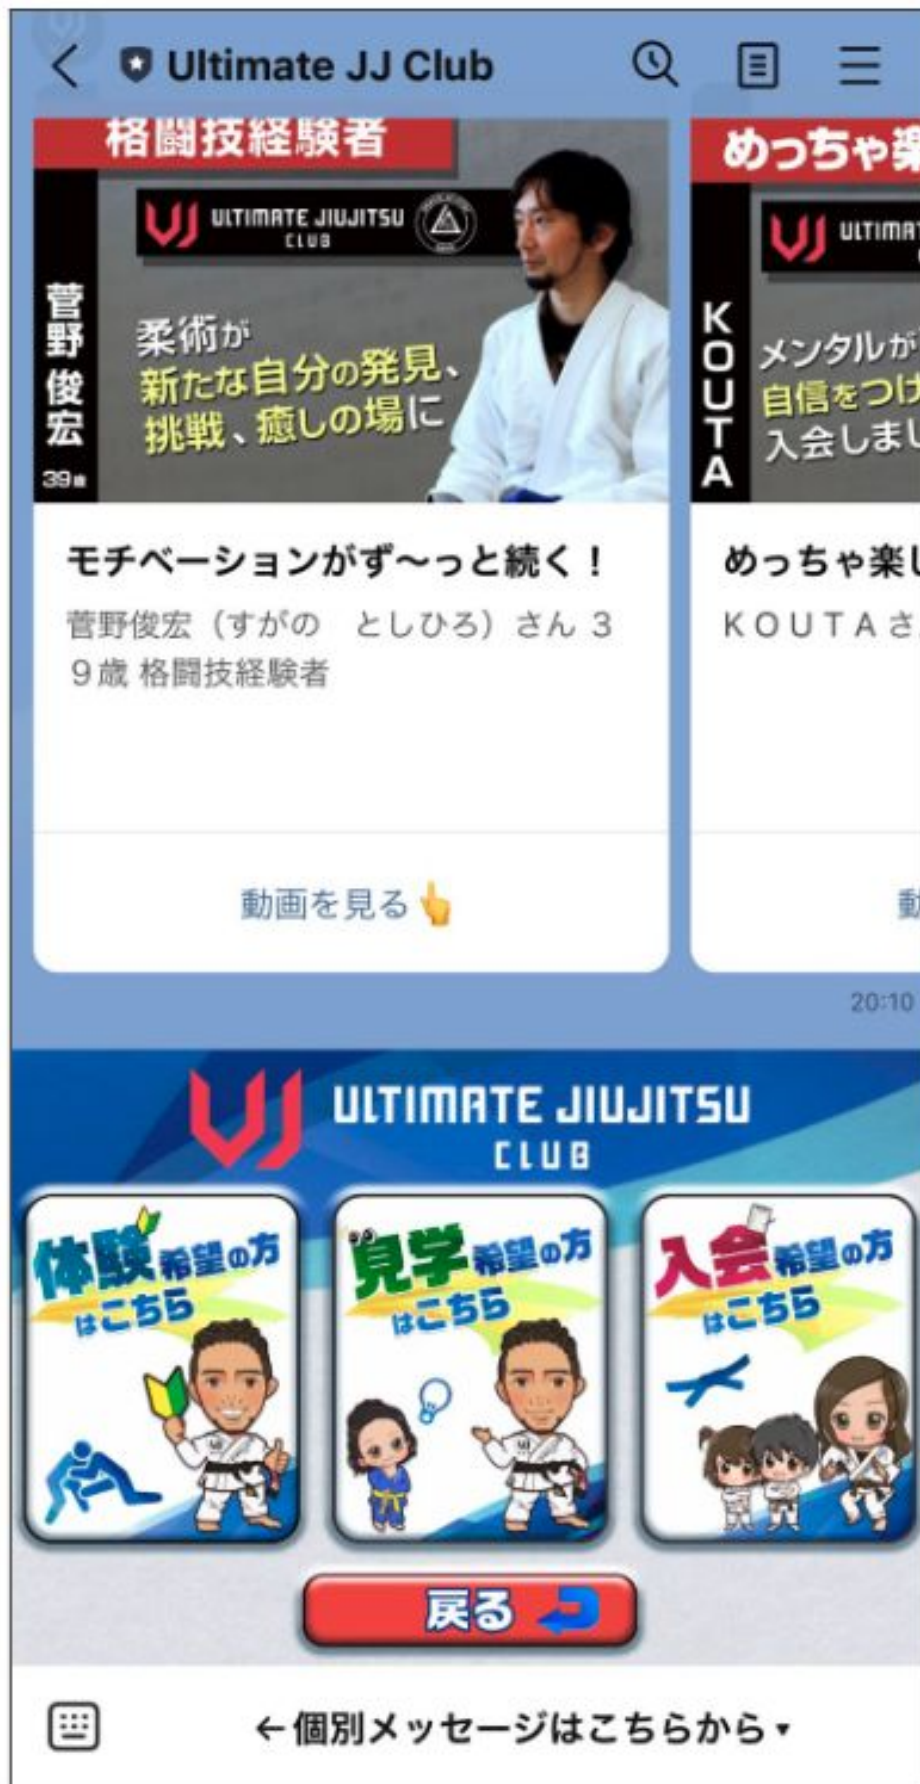 Ultimate JJ Club
格闘技経験者
ULTIMATE JIUJITSU
CLUB
菅野 俊宏
39歳
柔術が
新たな自分の発見、
挑戦、癒しの場に
モチベーションがず〜っと続く！
菅野俊宏（すがの　としひろ）さん ３
９歳 格闘技経験者
動画を見る👆
めっちゃ楽
ULTIMA
KOUTA
メンタルが
自信をつけ
入会しまし
めっちゃ楽し
ＫＯＵＴＡさ
動
20:10
ULTIMATE JIUJITSU
CLUB
体験希望の方
はこちら
見学希望の方
はこちら
入会希望の方
はこちら
戻る
←個別メッセージはこちらから▼